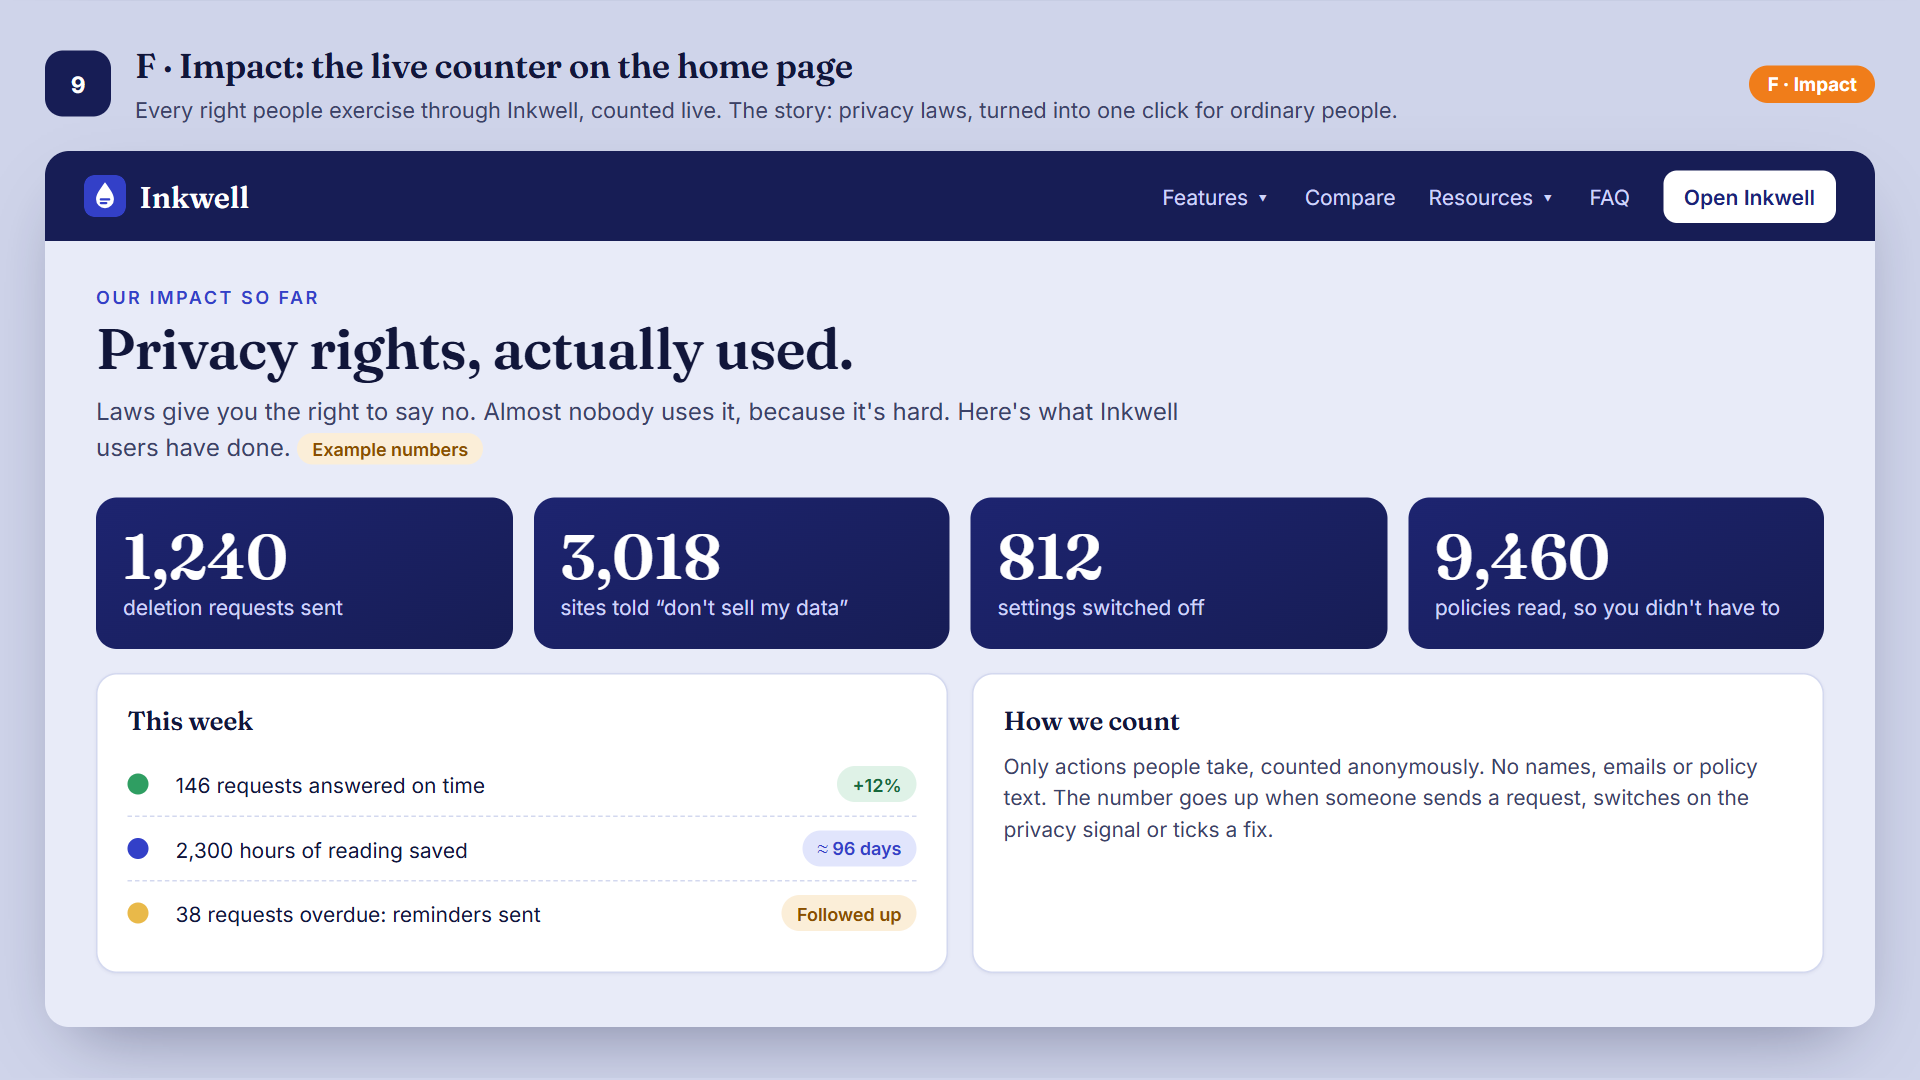 9
F · Impact: the live counter on the home page
Every right people exercise through Inkwell, counted live. The story: privacy laws, turned into one click for ordinary people.
F · Impact
Inkwell
Features ▼
Compare
Resources ▼
FAQ
Open Inkwell
OUR IMPACT SO FAR
Privacy rights, actually used.
Laws give you the right to say no. Almost nobody uses it, because it's hard. Here's what Inkwell
users have done. Example numbers
1,240
deletion requests sent
3,018
sites told “don't sell my data”
812
settings switched off
9,460
policies read, so you didn't have to
This week
146 requests answered on time
+12%
2,300 hours of reading saved
≈ 96 days
38 requests overdue: reminders sent
Followed up
How we count
Only actions people take, counted anonymously. No names, emails or policy
text. The number goes up when someone sends a request, switches on the
privacy signal or ticks a fix.